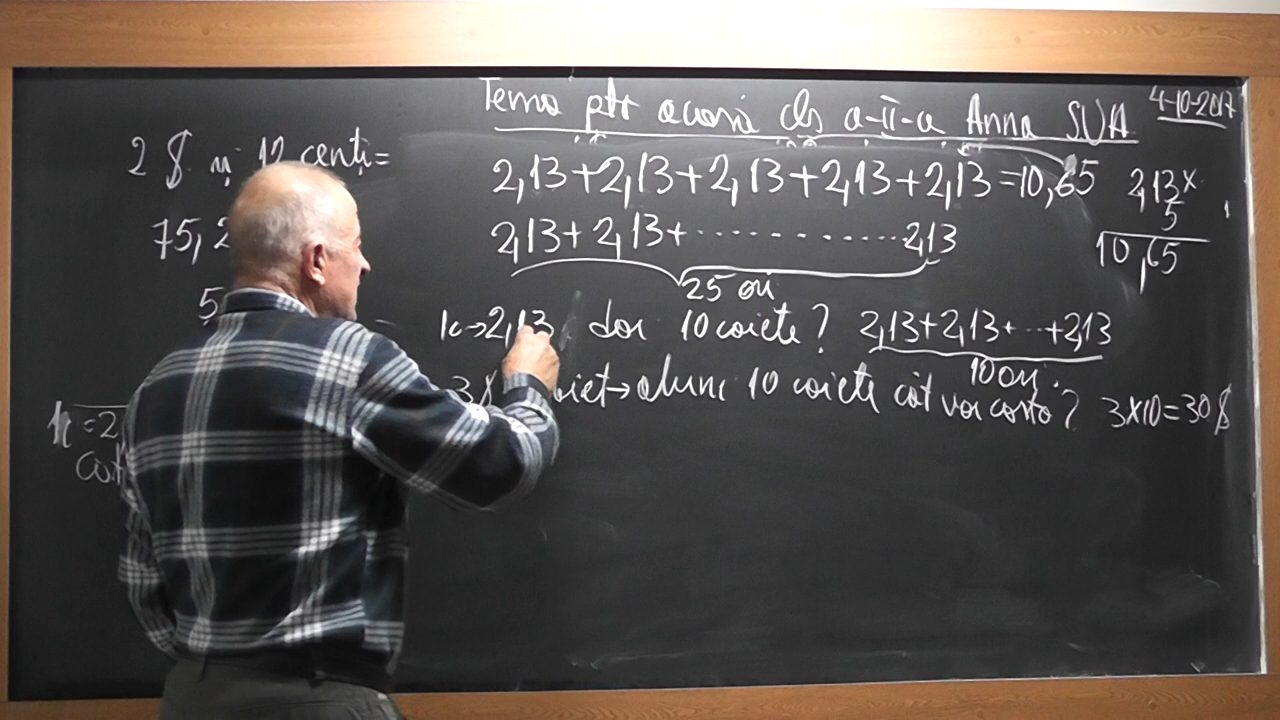 Tema ptr acasă cls a-II-a Anna SUA 4-10-2017
2 $ și 12 cenți=
2,13+2,13+2,13+2,13+2,13=10,65
2,13x
5
10,65
75,2
2,13+2,13+..............2,13
25 ori
5
1c→2,13 dar 10 caiete? 2,13+2,13+...+2,13
10 ori
3$ caiet→atunci 10 caiete cât vor costa? 3x10=30$
=2